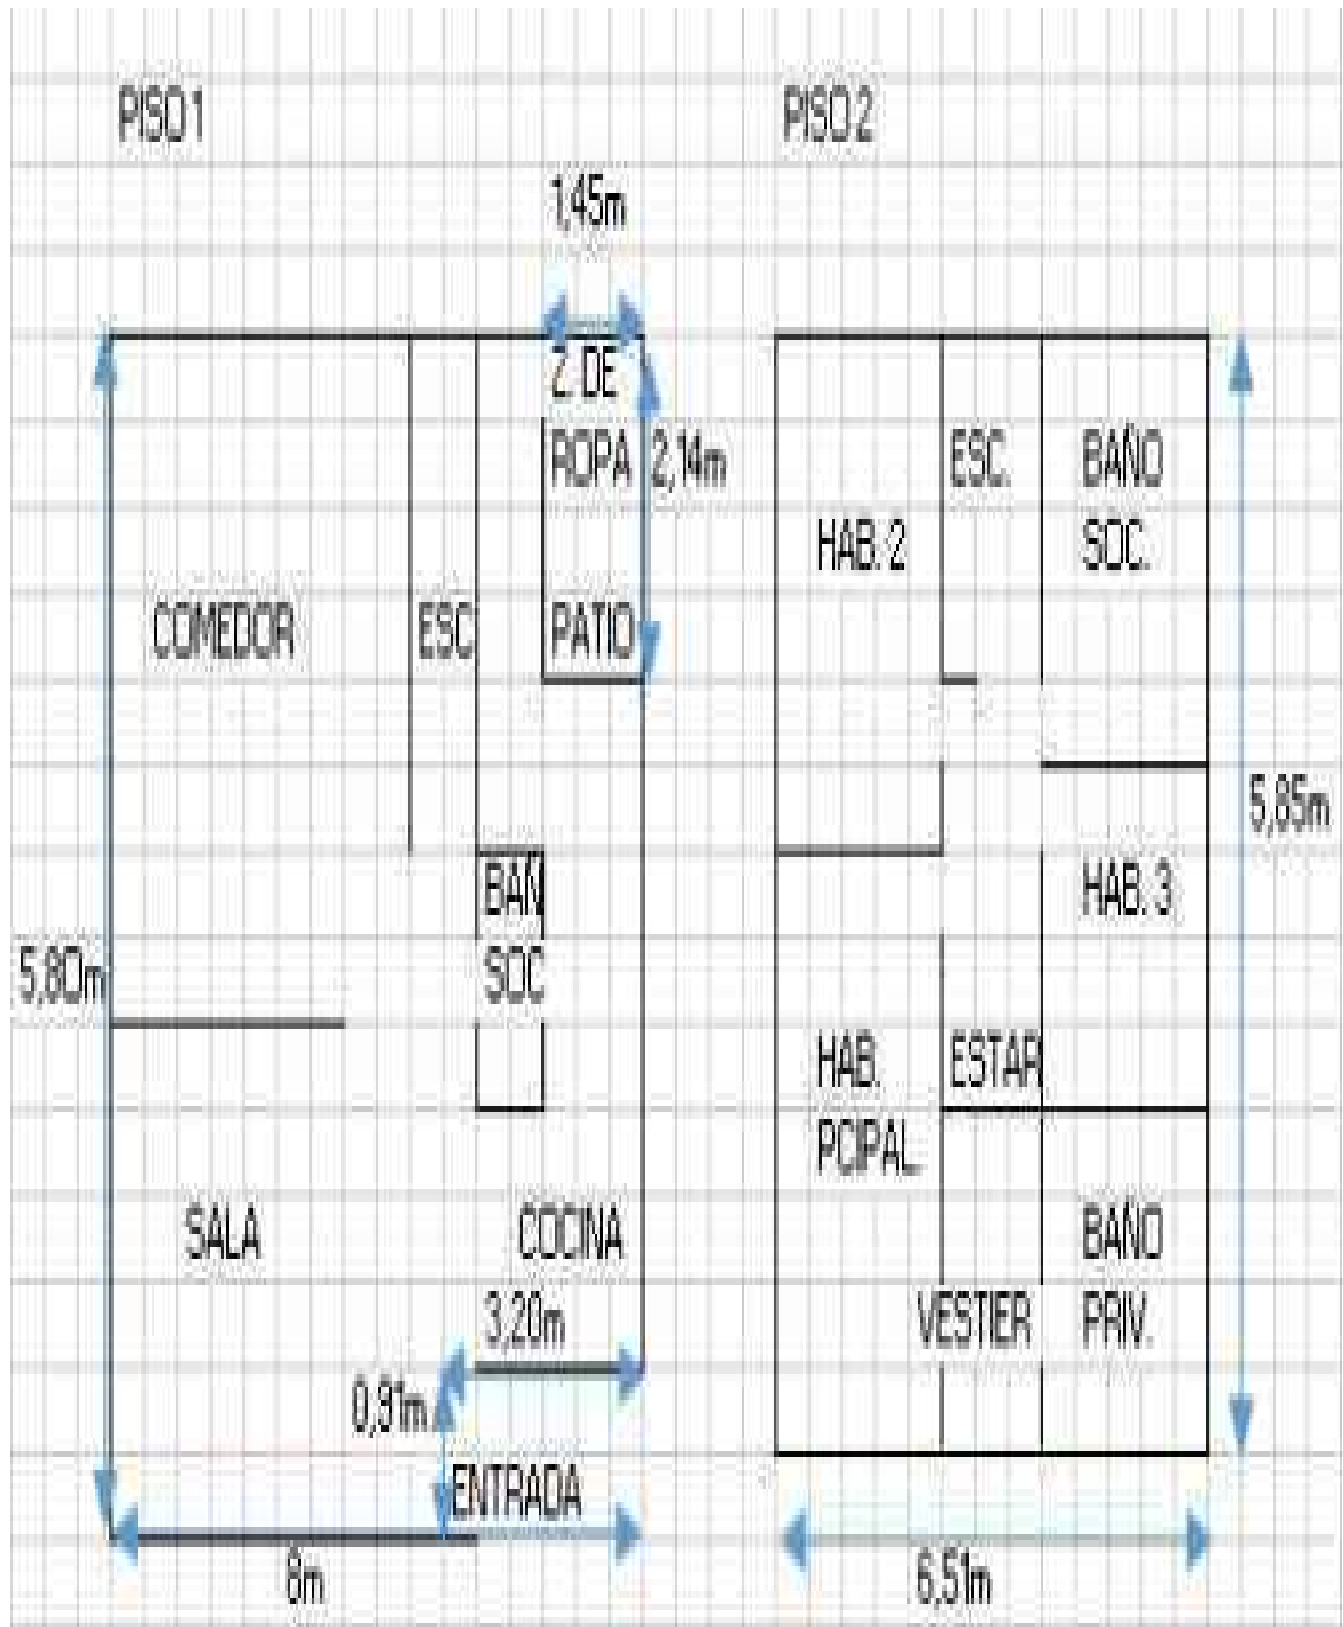 PISO 1
PISO 2
1,45m
Z. DE
ROPA
2,14m
PATIO
COMEDOR
ESC
BAÑ
SOC
5,80m
SALA
COCINA
3,20m
0,91m
ENTRADA
8m
HAB. 2
ESC.
BAÑO
SOC.
5,85m
HAB. 3
HAB.
PCIPAL.
ESTAR
VESTIER
BAÑO
PRIV.
6,51m